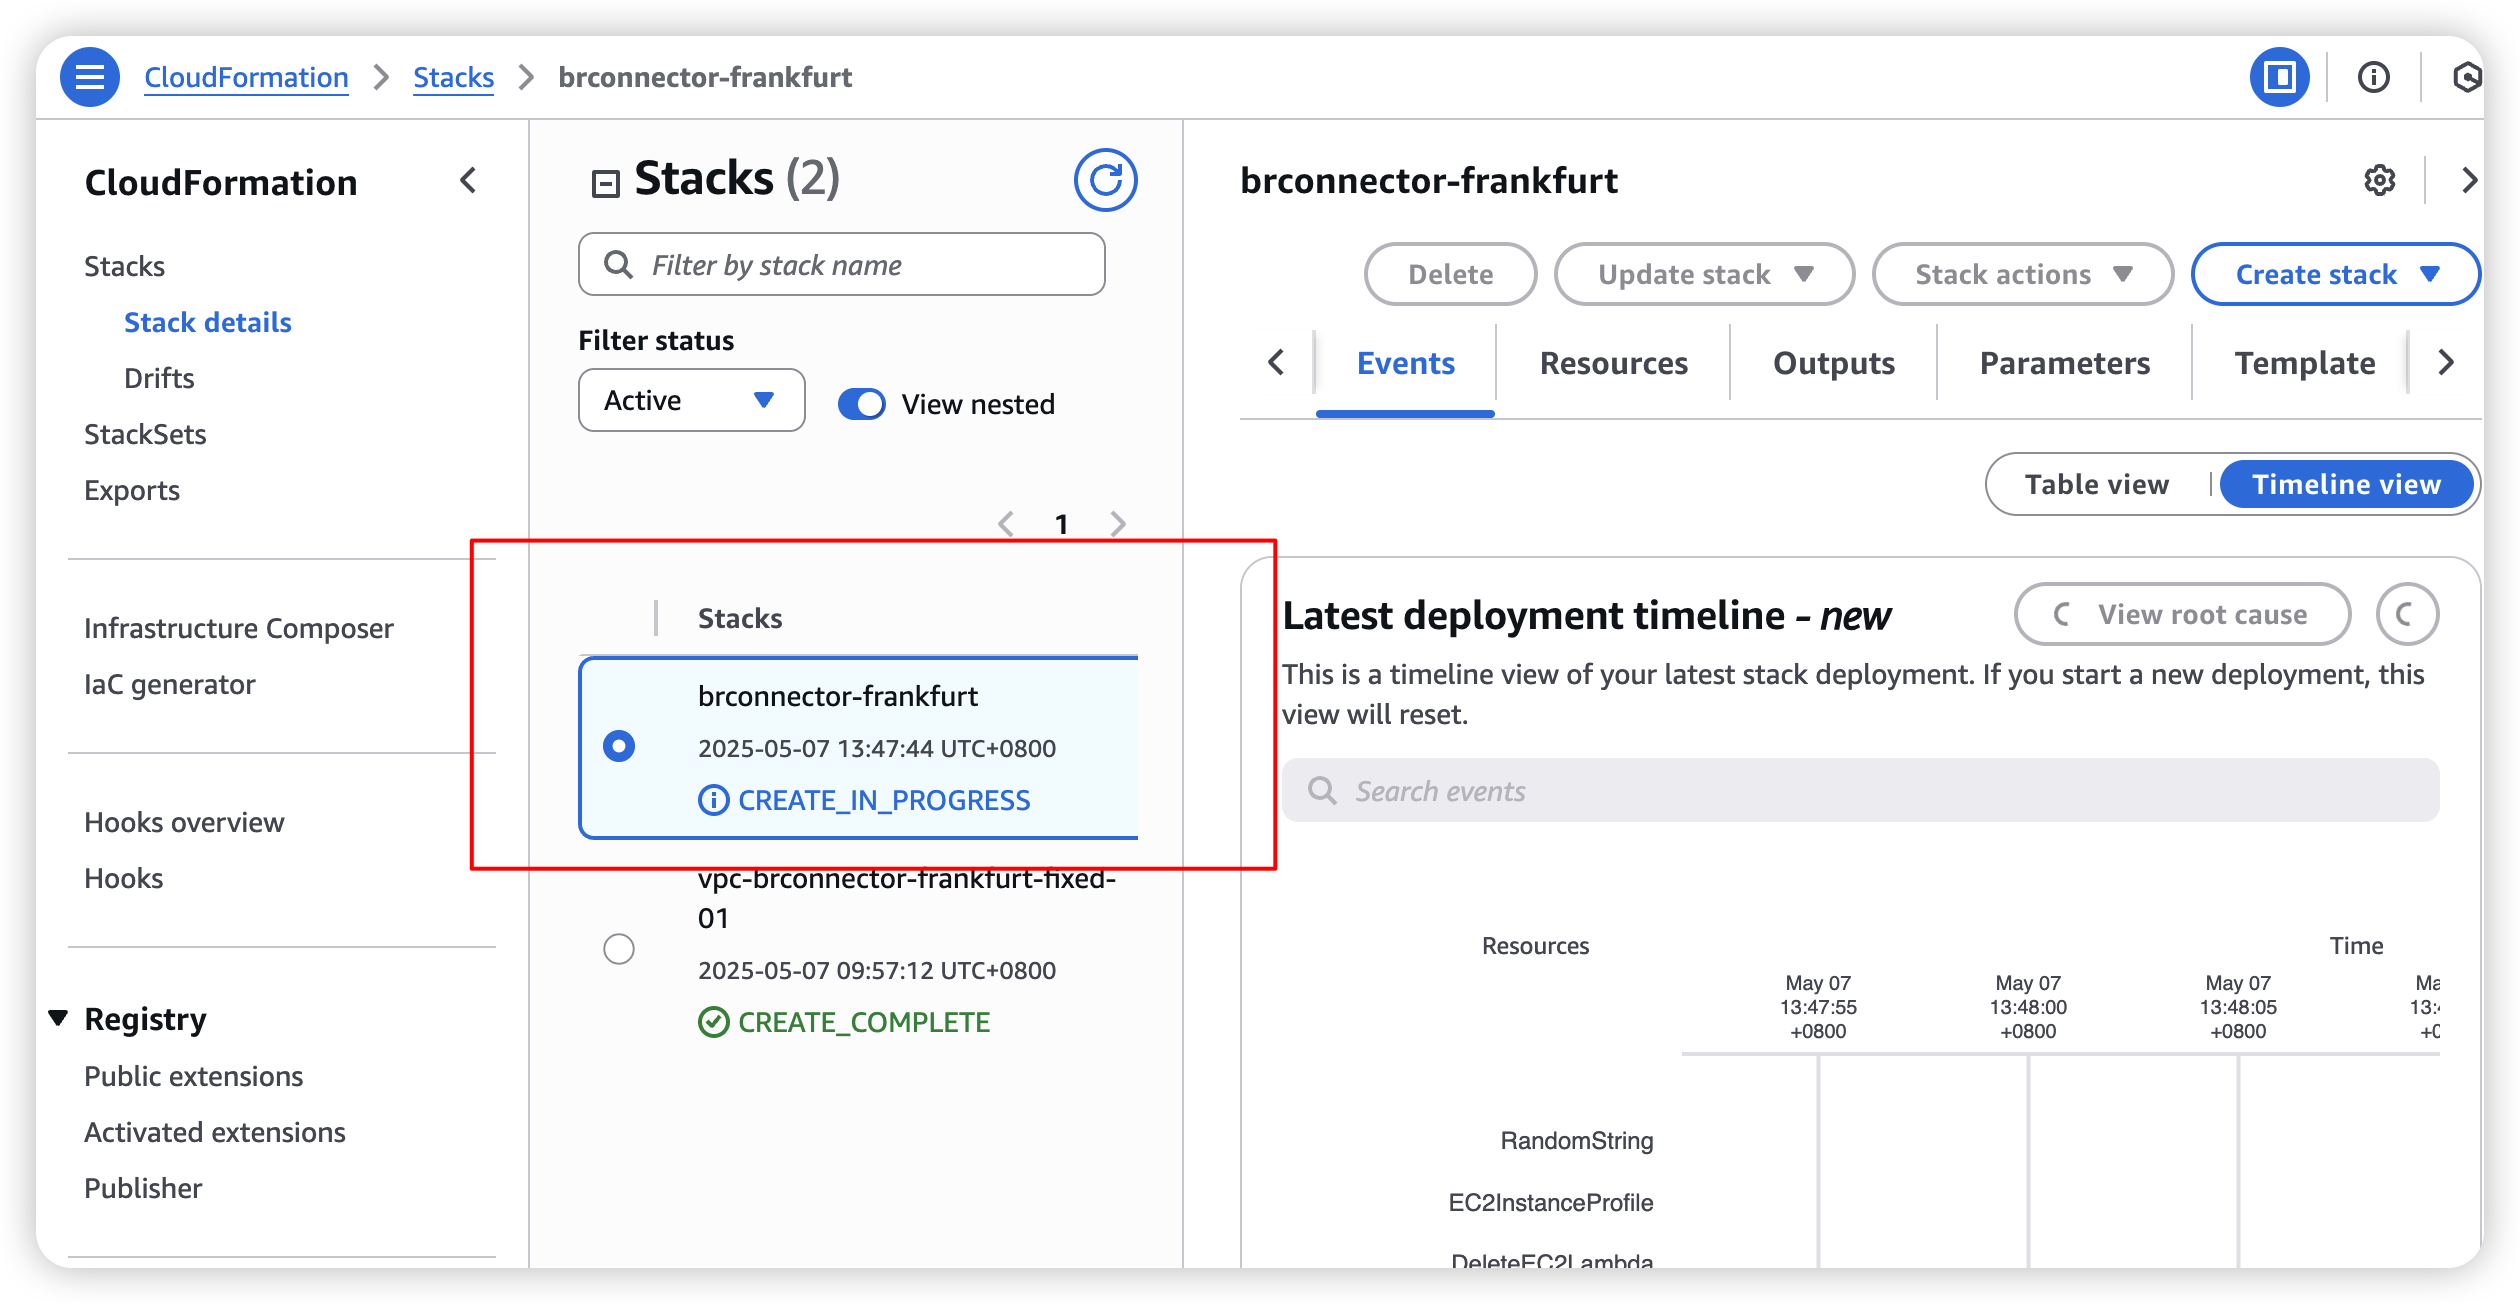 CloudFormation > Stacks > brconnector-frankfurt
CloudFormation
Stacks
Stack details
Drifts
StackSets
Exports
Infrastructure Composer
IaC generator
Hooks overview
Hooks
Registry
Public extensions
Activated extensions
Publisher
Stacks (2)
Filter by stack name
Filter status
Active
View nested
1
Stacks
brconnector-frankfurt
2025-05-07 13:47:44 UTC+0800
CREATE_IN_PROGRESS
vpc-brconnector-frankfurt-fixed-
01
2025-05-07 09:57:12 UTC+0800
CREATE_COMPLETE
brconnector-frankfurt
Delete
Update stack
Stack actions
Create stack
Events
Resources
Outputs
Parameters
Template
Table view
Timeline view
Latest deployment timeline - new
View root cause
This is a timeline view of your latest stack deployment. If you start a new deployment, this
view will reset.
Search events
Resources
Time
May 07
13:47:55
+0800
May 07
13:48:00
+0800
May 07
13:48:05
+0800
RandomString
EC2InstanceProfile
DeleteEC2Lambda